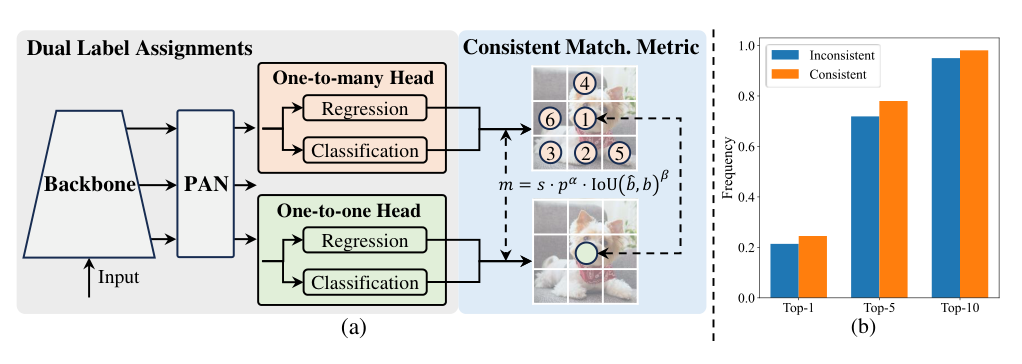 Dual Label Assignments
Consistent Match. Metric
One-to-many Head
Regression
Classification
Backbone
PAN
Input
One-to-one Head
Regression
Classification
4
6 1
3 2 5
m = s · p^α · IoU(b̂, b)^β
(a)
Inconsistent
Consistent
Frequency
1.0
0.8
0.6
0.4
0.2
0.0
Top-1 Top-5 Top-10
(b)